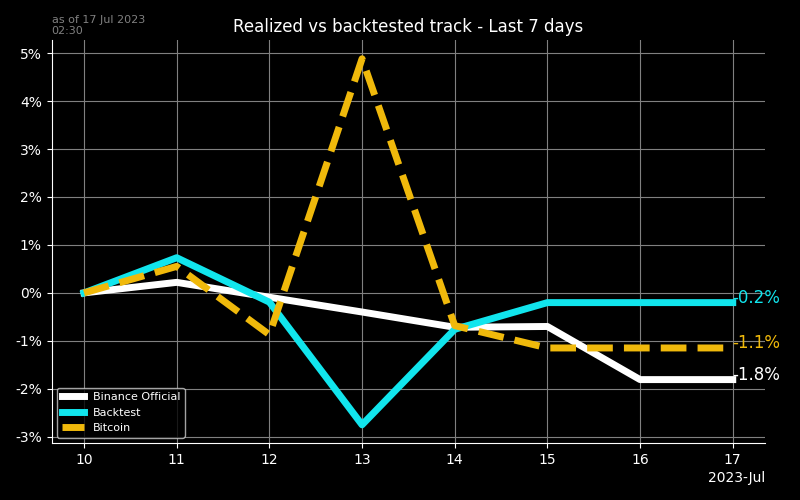 as of 17 Jul 2023
02:30
Realized vs backtested track - Last 7 days
5%
4%
3%
2%
1%
0%
-1%
-2%
-3%
-0.2%
-1.1%
-1.8%
Binance Official
Backtest
Bitcoin
10 11 12 13 14 15 16 17
2023-Jul